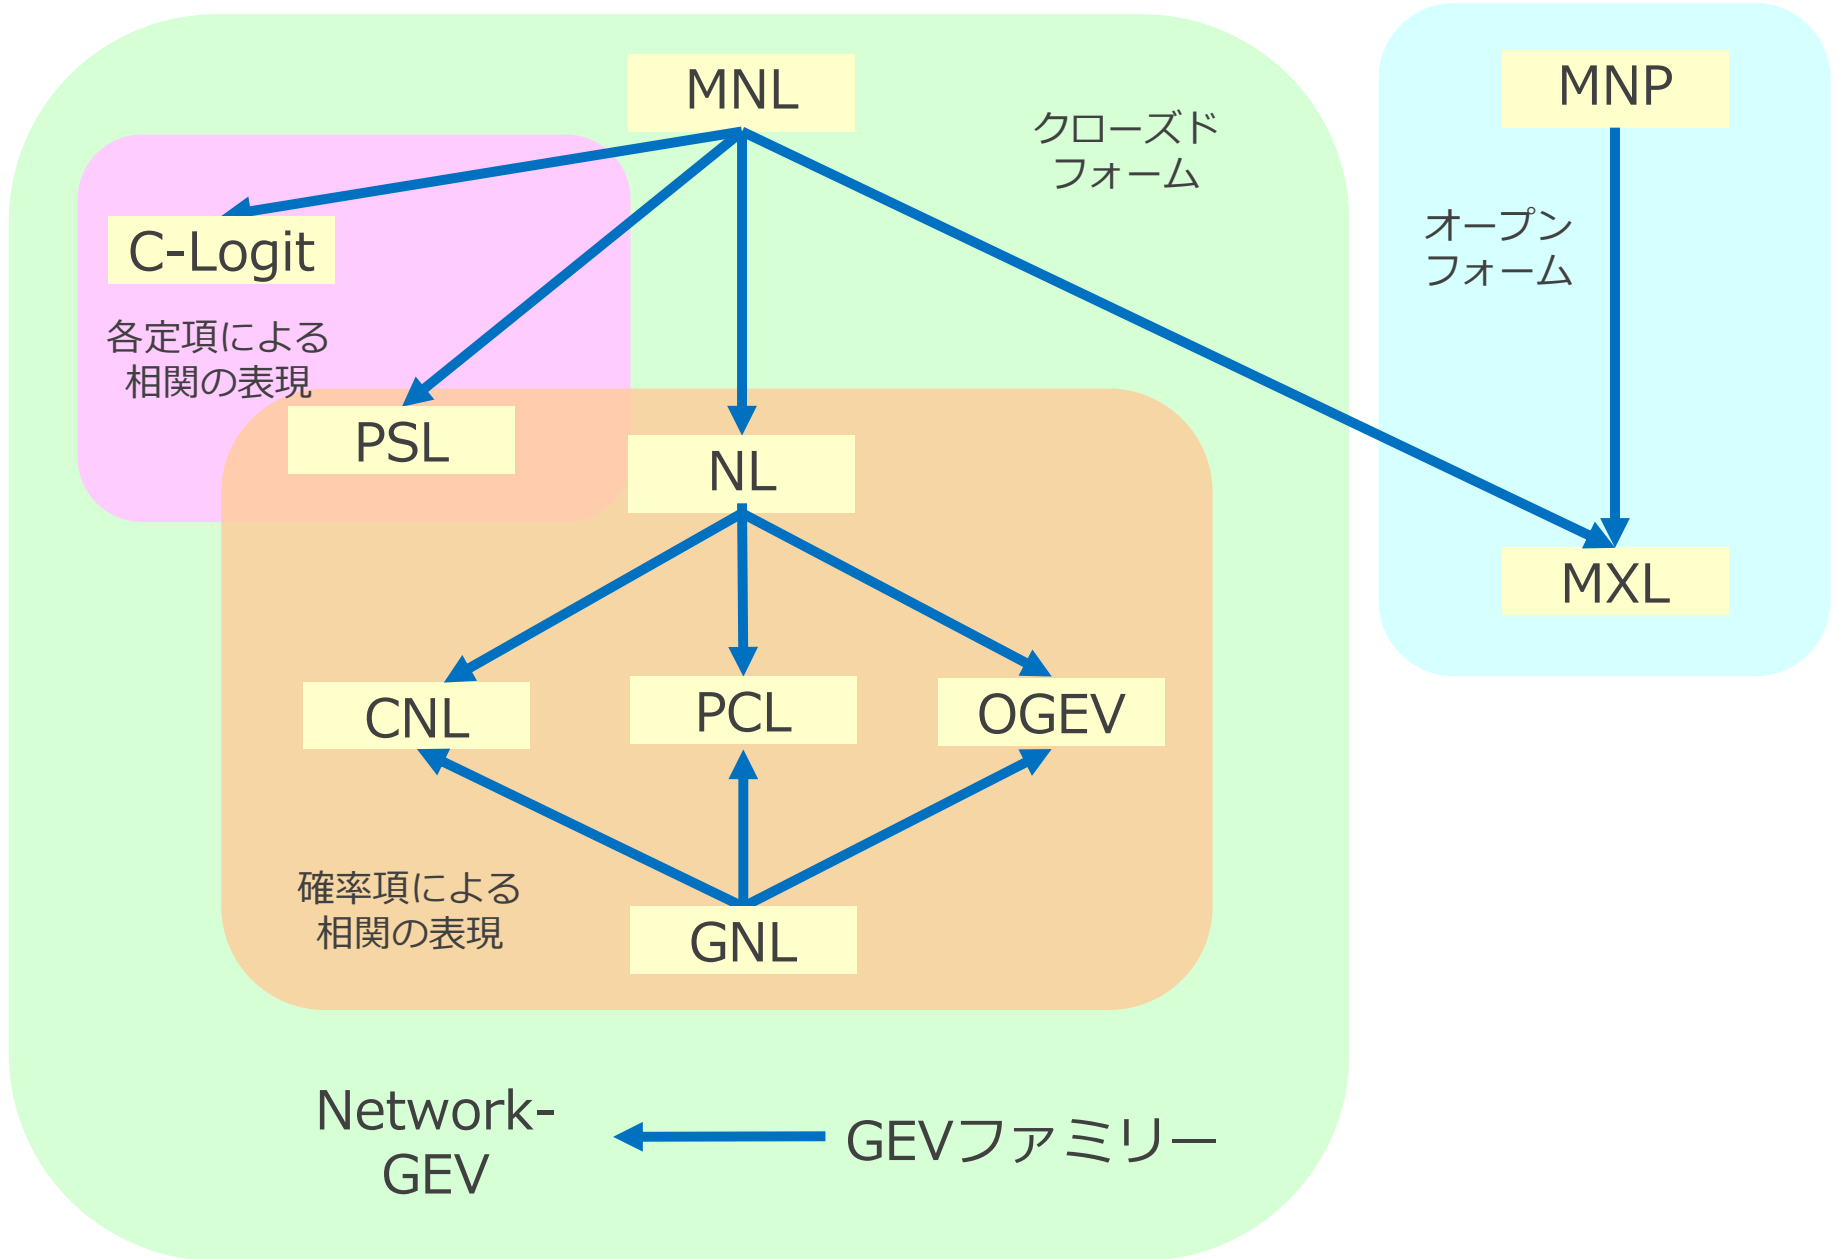 MNL
MNP
クローズド
フォーム
オープン
フォーム
C-Logit
各定項による
相関の表現
PSL
NL
MXL
CNL
PCL
OGEV
確率項による
相関の表現
GNL
Network-
GEV
GEVファミリー